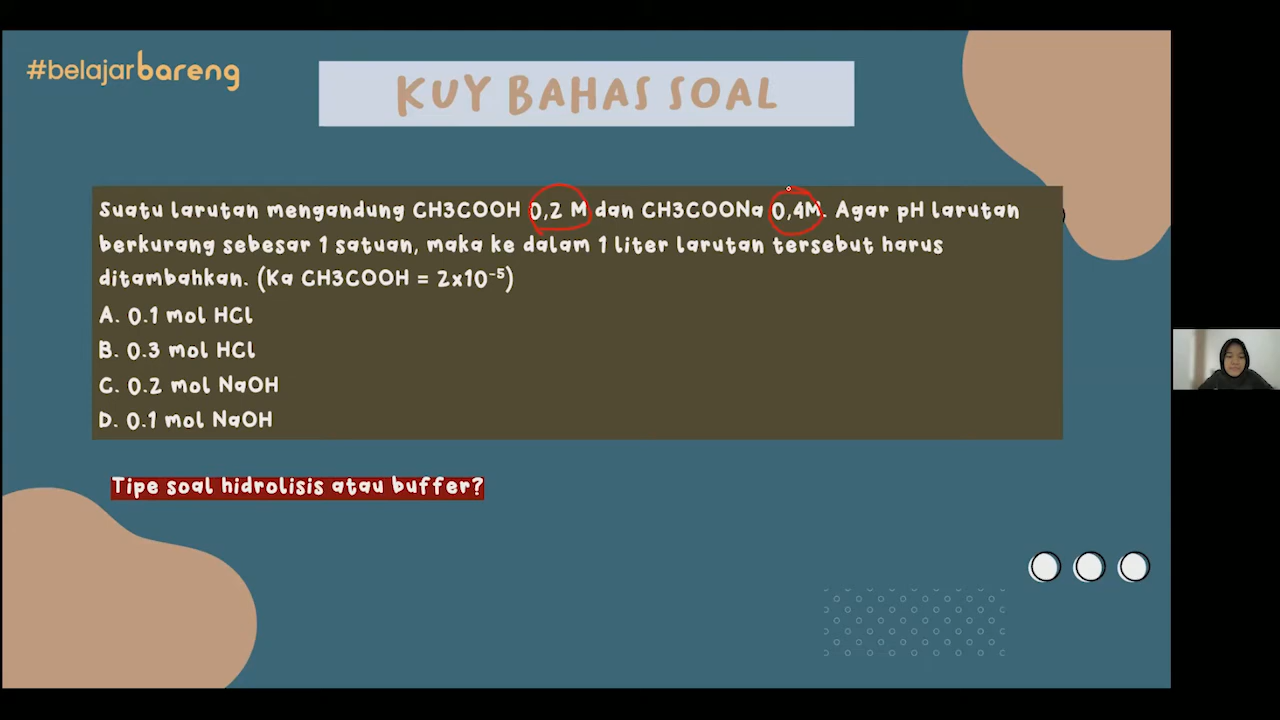 #belajarbareng
KUY BAHAS SOAL
Suatu larutan mengandung CH3COOH 0,2 M dan CH3COONa 0,4M. Agar pH larutan
berkurang sebesar 1 satuan, maka ke dalam 1 liter larutan tersebut harus
ditambahkan. (Ka CH3COOH = 2x10⁻⁵)
A. 0.1 mol HCl
B. 0.3 mol HCl
C. 0.2 mol NaOH
D. 0.1 mol NaOH
Tipe soal hidrolisis atau buffer?